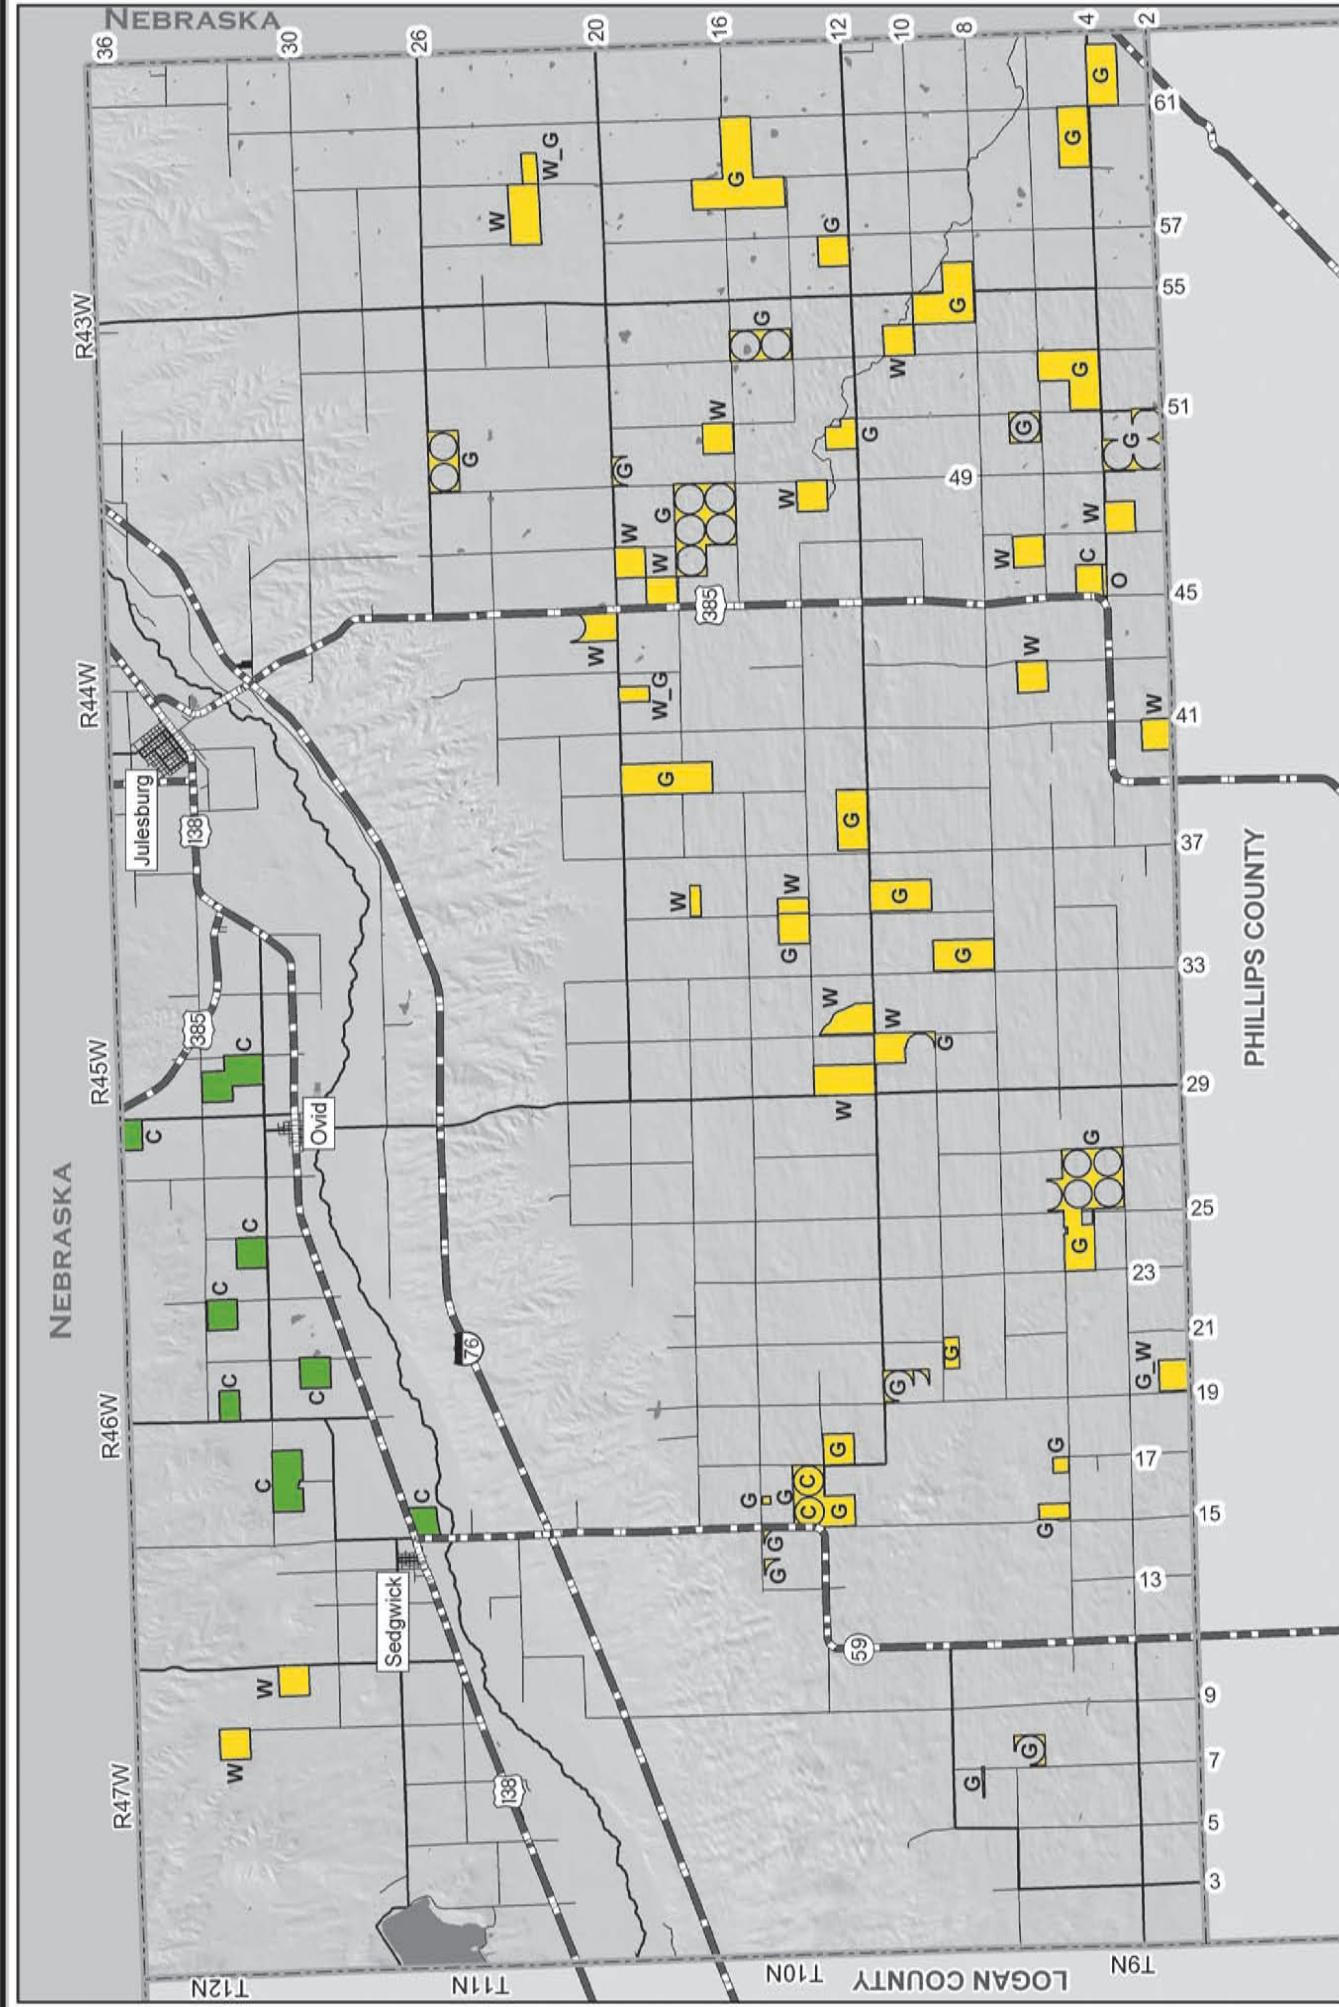 NEBRASKA
NEBRASKA
R47W
R46W
R45W
R44W
R43W
36
30
26
20
16
12
10
8
4
2
T12N
T11N
T10N
T9N
LOGAN COUNTY
PHILLIPS COUNTY
Julesburg
Ovid
Sedgwick
138
385
138
385
76
59
C
C
C
C
C
C
C
C
W
W
W
W_G
G
G
G
G
G
G
W
G
G
G
W
G
W
G
W
W
G
W
W
W_G
G
G
W
G
W
G
G
W
W
W
G
G
G
W
W
C
O
W
W
G
G
G
G_W
G
G
G
G
G
G
G
C
C
G
G
G
G
G
G
3
5
7
9
13
15
17
19
21
23
25
29
33
37
41
45
49
51
55
57
61